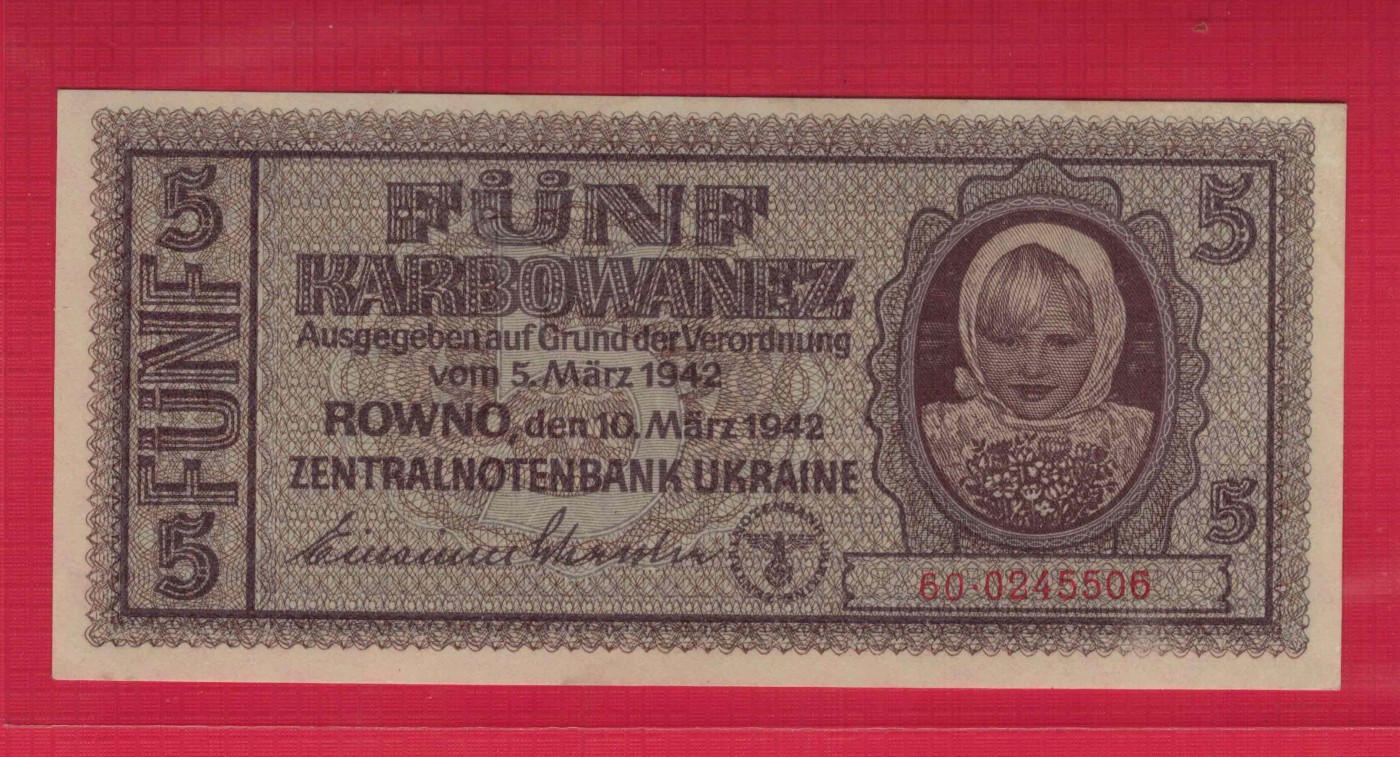 5 FÜNF 5
FÜNF
KARBOWANEZ
Ausgegeben auf Grund der Verordnung
vom 5. März 1942
ROWNO, den 10. März 1942
ZENTRALNOTENBANK UKRAINE
5
5
60·0245506